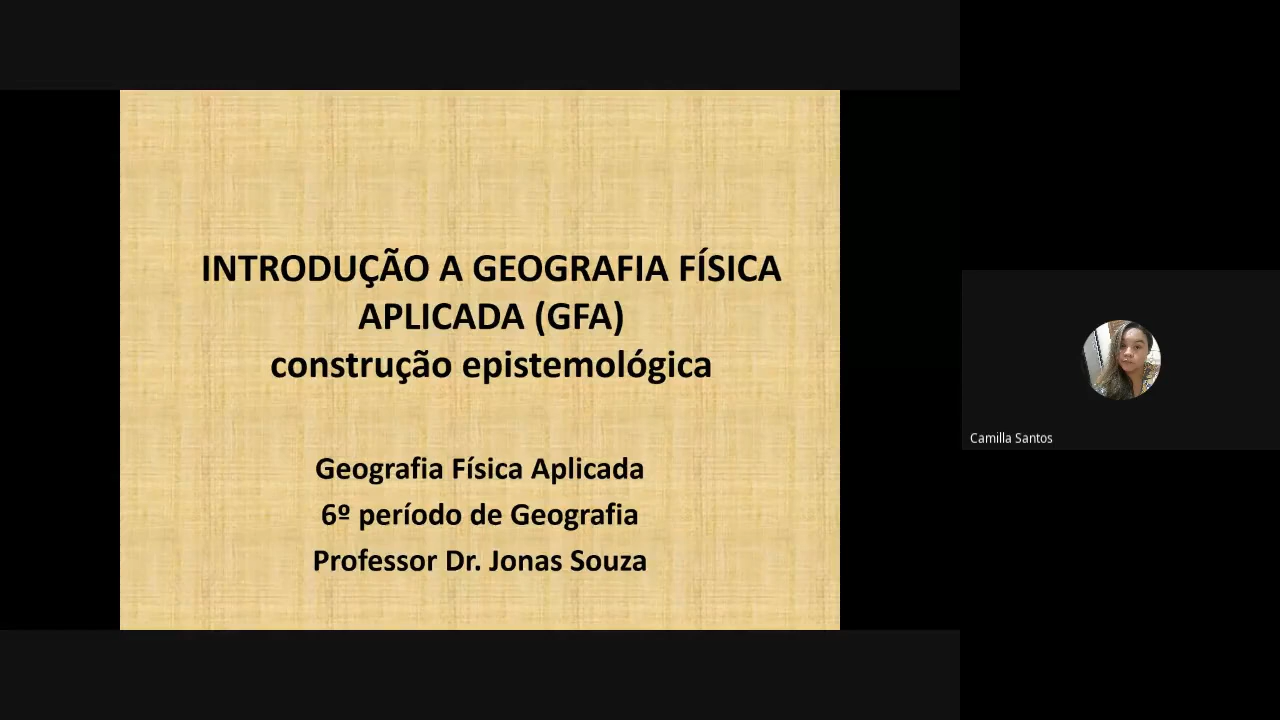 INTRODUÇÃO A GEOGRAFIA FÍSICA
APLICADA (GFA)
construção epistemológica
Geografia Física Aplicada
6º período de Geografia
Professor Dr. Jonas Souza
Camilla Santos